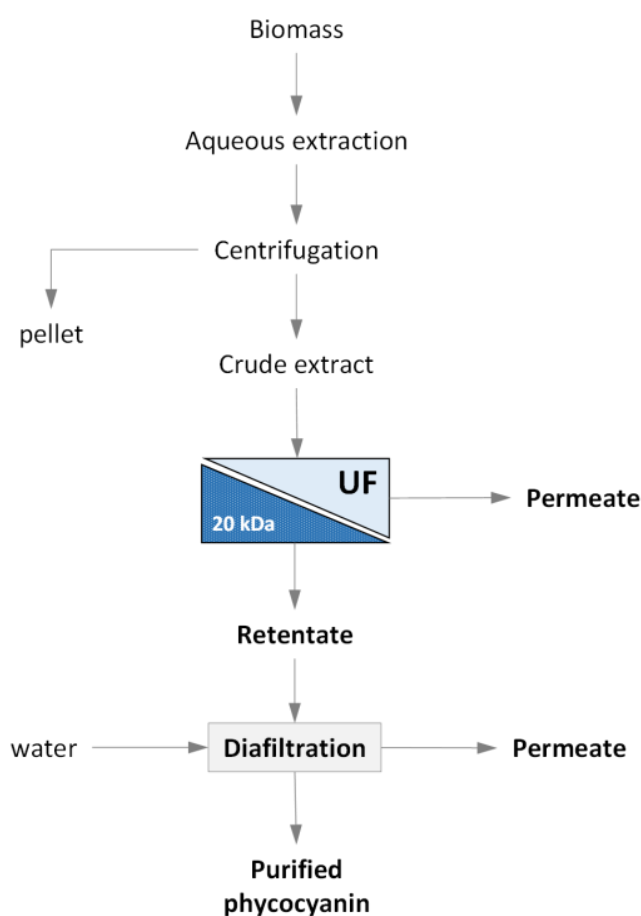 Biomass
Aqueous extraction
Centrifugation
pellet
Crude extract
UF
20 kDa
Permeate
Retentate
water
Diafiltration
Permeate
Purified
phycocyanin